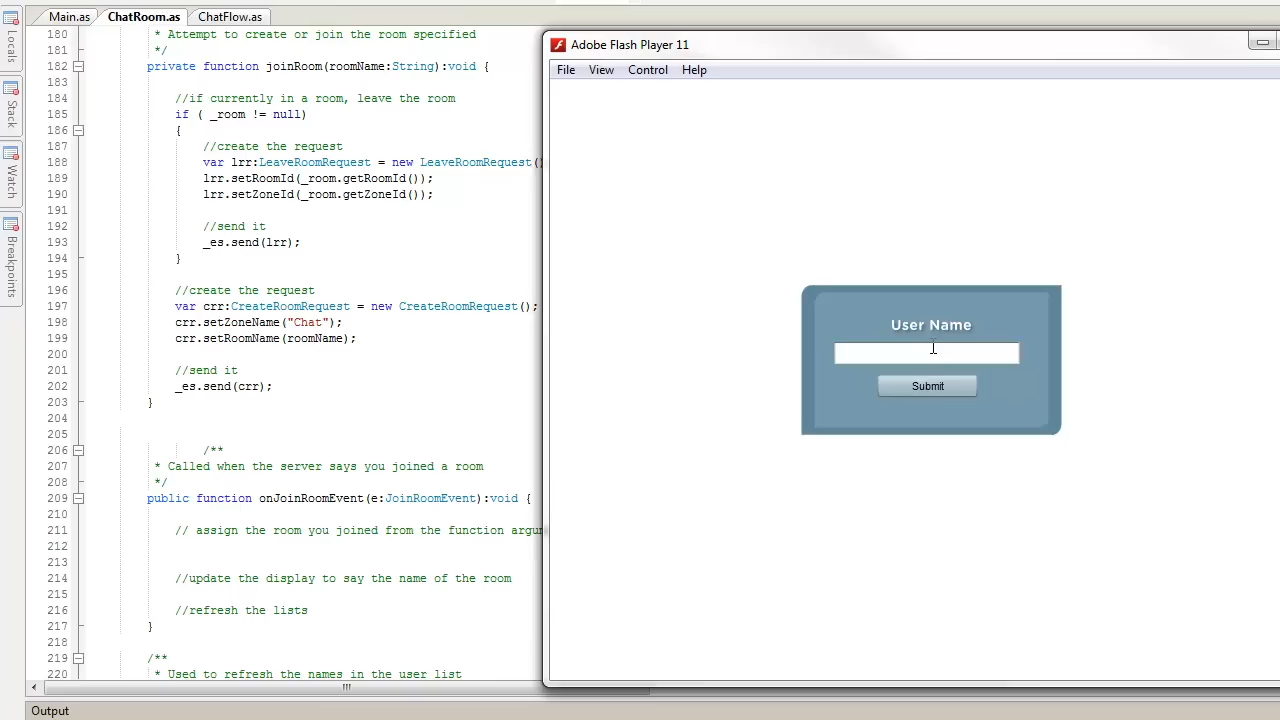 Main.as
ChatRoom.as
ChatFlow.as
Locals
Stack
Watch
Breakpoints
180 * Attempt to create or join the room specified
181 */
182 private function joinRoom(roomName:String):void {
183
184 //if currently in a room, leave the room
185 if ( _room != null)
186 {
187 //create the request
188 var lrr:LeaveRoomRequest = new LeaveRoomRequest()
189 lrr.setRoomId(_room.getRoomId());
190 lrr.setZoneId(_room.getZoneId());
191
192 //send it
193 _es.send(lrr);
194 }
195
196 //create the request
197 var crr:CreateRoomRequest = new CreateRoomRequest();
198 crr.setZoneName("Chat");
199 crr.setRoomName(roomName);
200
201 //send it
202 _es.send(crr);
203 }
204
205
206 /**
207 * Called when the server says you joined a room
208 */
209 public function onJoinRoomEvent(e:JoinRoomEvent):void {
210
211 // assign the room you joined from the function argu
212
213
214 //update the display to say the name of the room
215
216 //refresh the lists
217 }
218
219 /**
220 * Used to refresh the names in the user list
Output
Adobe Flash Player 11
File View Control Help
User Name
Submit